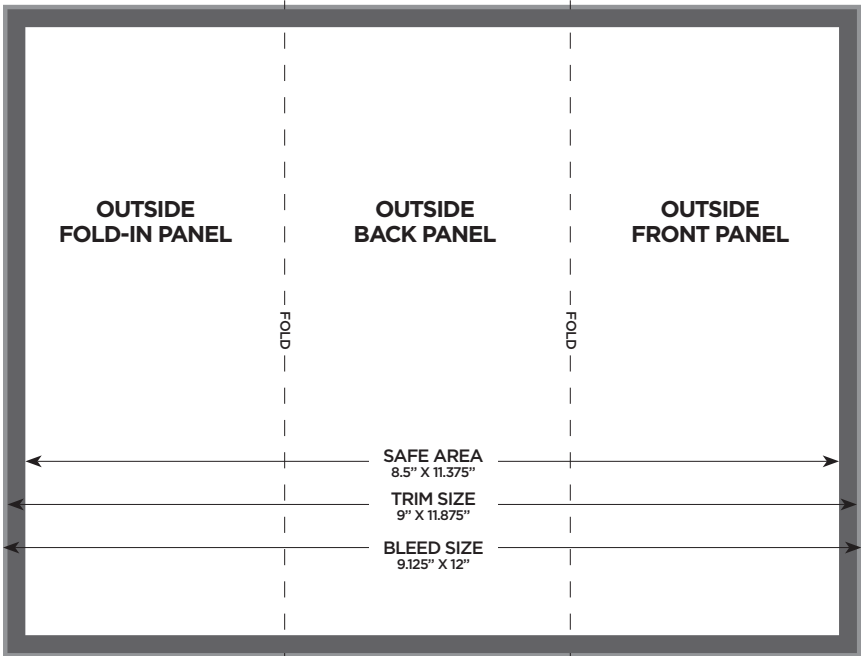 OUTSIDE
FOLD-IN PANEL
OUTSIDE
BACK PANEL
OUTSIDE
FRONT PANEL
FOLD
FOLD
SAFE AREA
8.5” X 11.375”
TRIM SIZE
9” X 11.875”
BLEED SIZE
9.125” X 12”